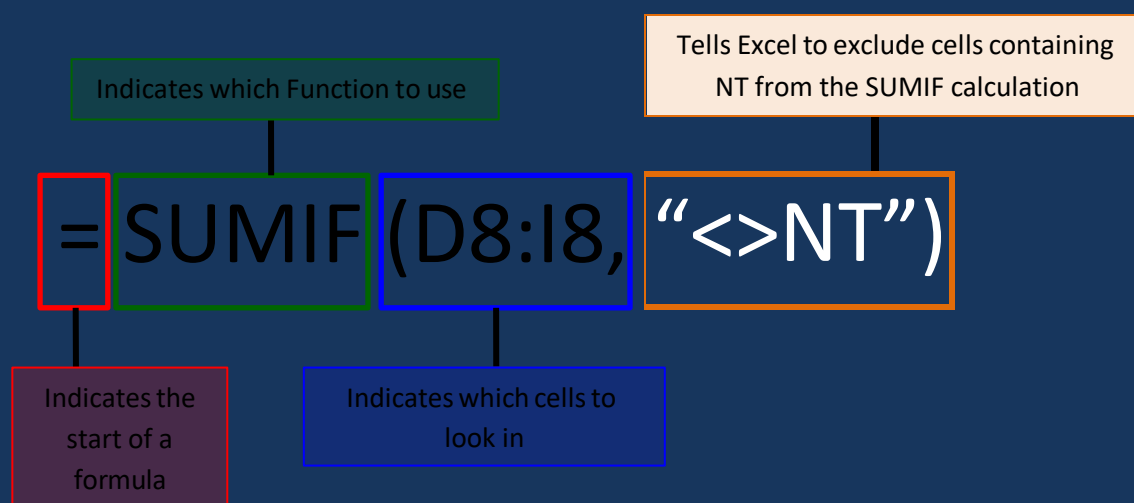 Tells Excel to exclude cells containing
NT from the SUMIF calculation
Indicates which Function to use
=SUMIF(D8:I8, “<>NT”)
Indicates the
start of a
formula
Indicates which cells to
look in